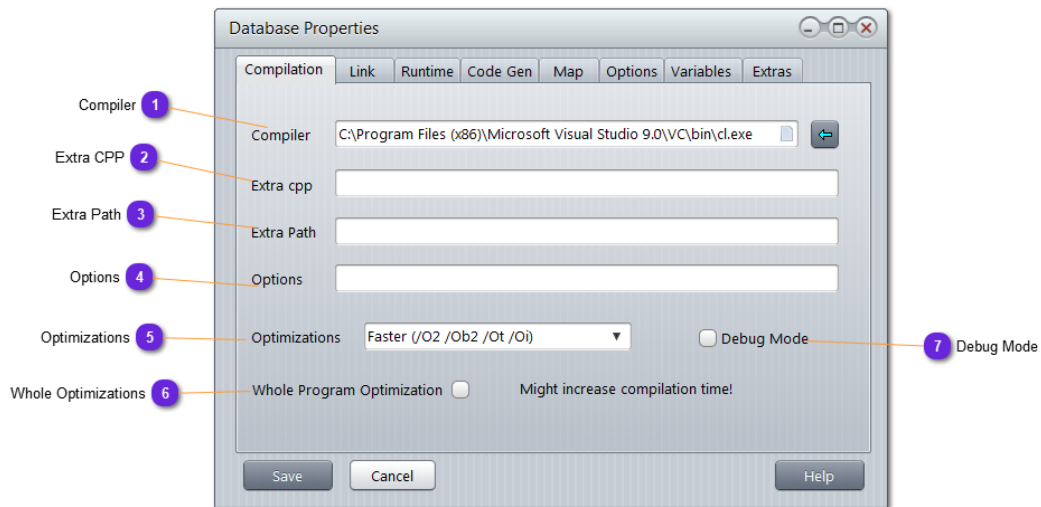 Database Properties
Compilation Link Runtime Code Gen Map Options Variables Extras
Compiler 1
Compiler C:\Program Files (x86)\Microsoft Visual Studio 9.0\VC\bin\cl.exe
Extra CPP 2
Extra cpp
Extra Path 3
Extra Path
Options 4
Options
Optimizations 5 Optimizations Faster (/O2 /Ob2 /Ot /Oi) Debug Mode 7 Debug Mode
Whole Optimizations 6 Whole Program Optimization Might increase compilation time!
Save Cancel Help